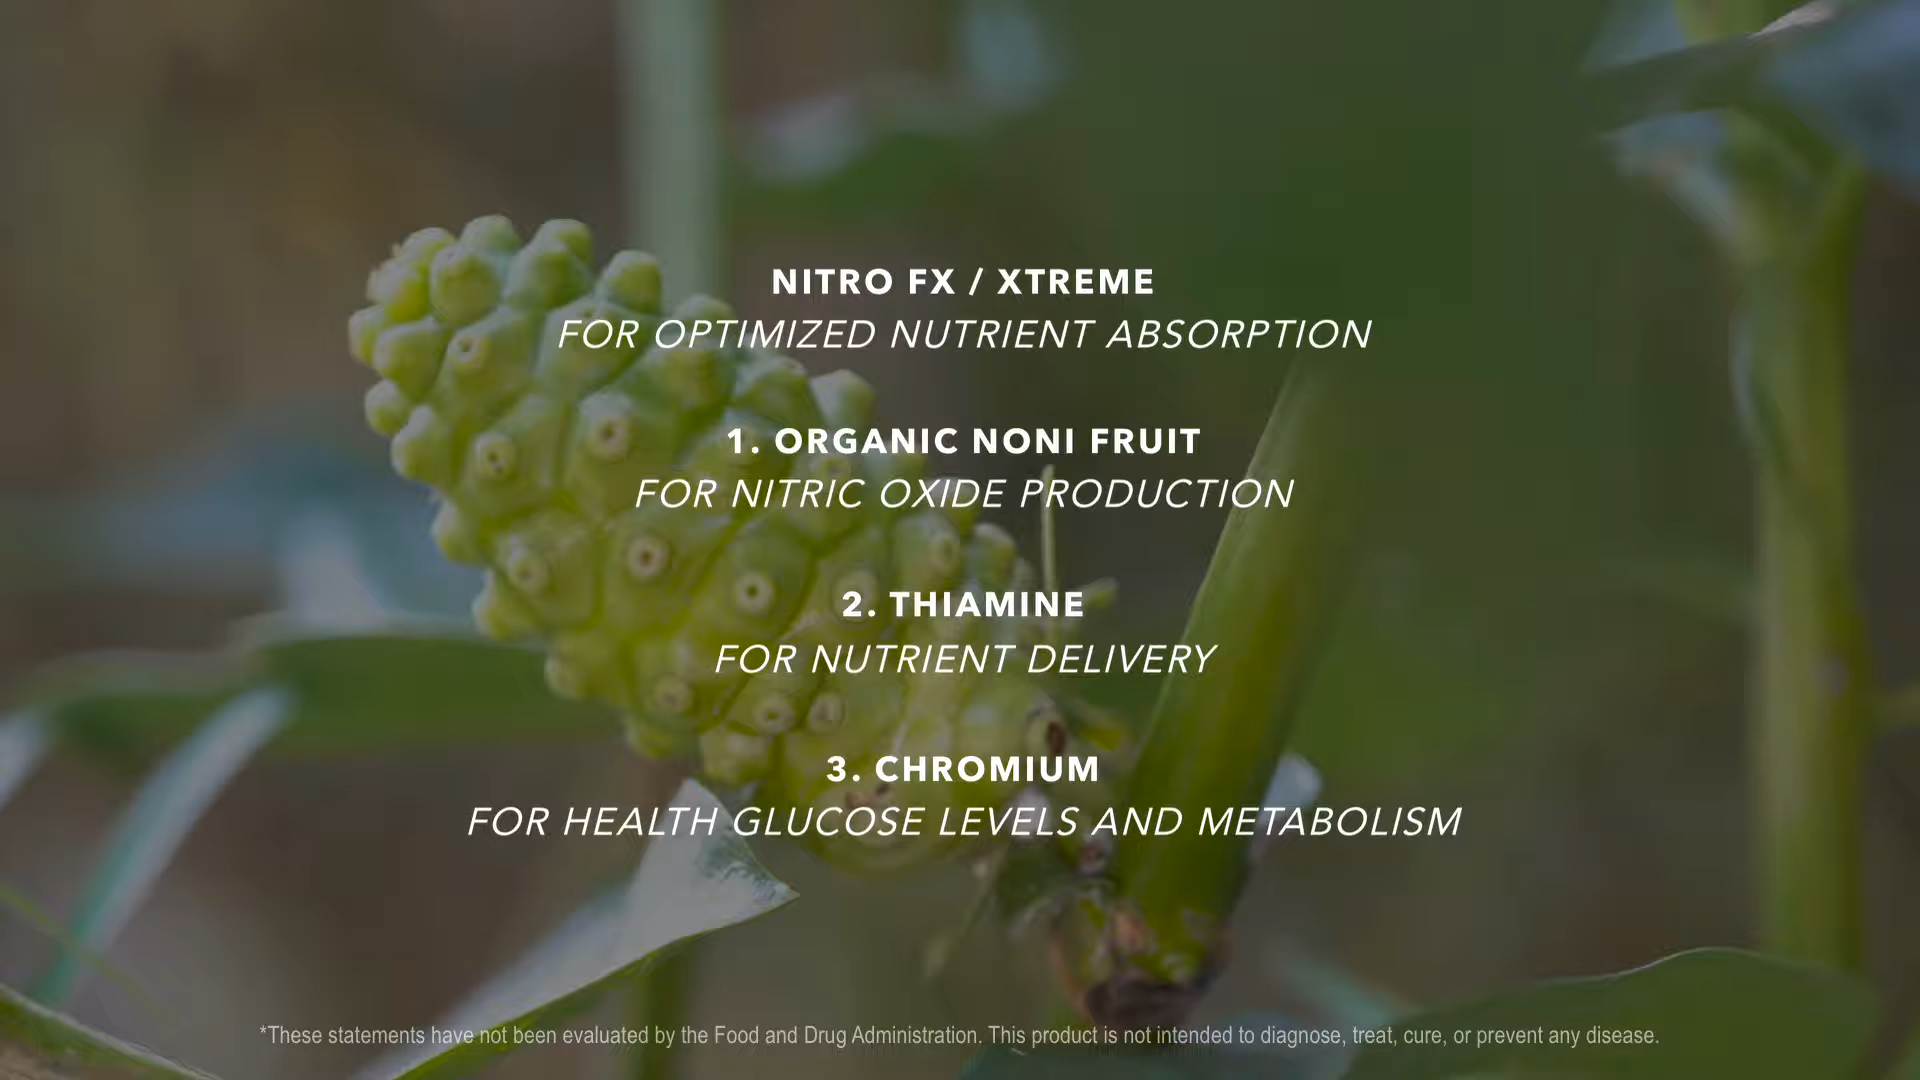 NITRO FX / XTREME
FOR OPTIMIZED NUTRIENT ABSORPTION
1. ORGANIC NONI FRUIT
FOR NITRIC OXIDE PRODUCTION
2. THIAMINE
FOR NUTRIENT DELIVERY
3. CHROMIUM
FOR HEALTH GLUCOSE LEVELS AND METABOLISM
*These statements have not been evaluated by the Food and Drug Administration. This product is not intended to diagnose, treat, cure, or prevent any disease.